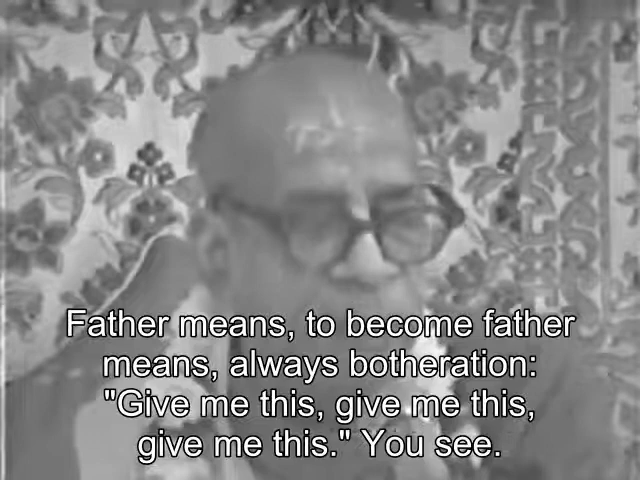 Father means, to become father
means, always botheration:
"Give me this, give me this,
give me this." You see.